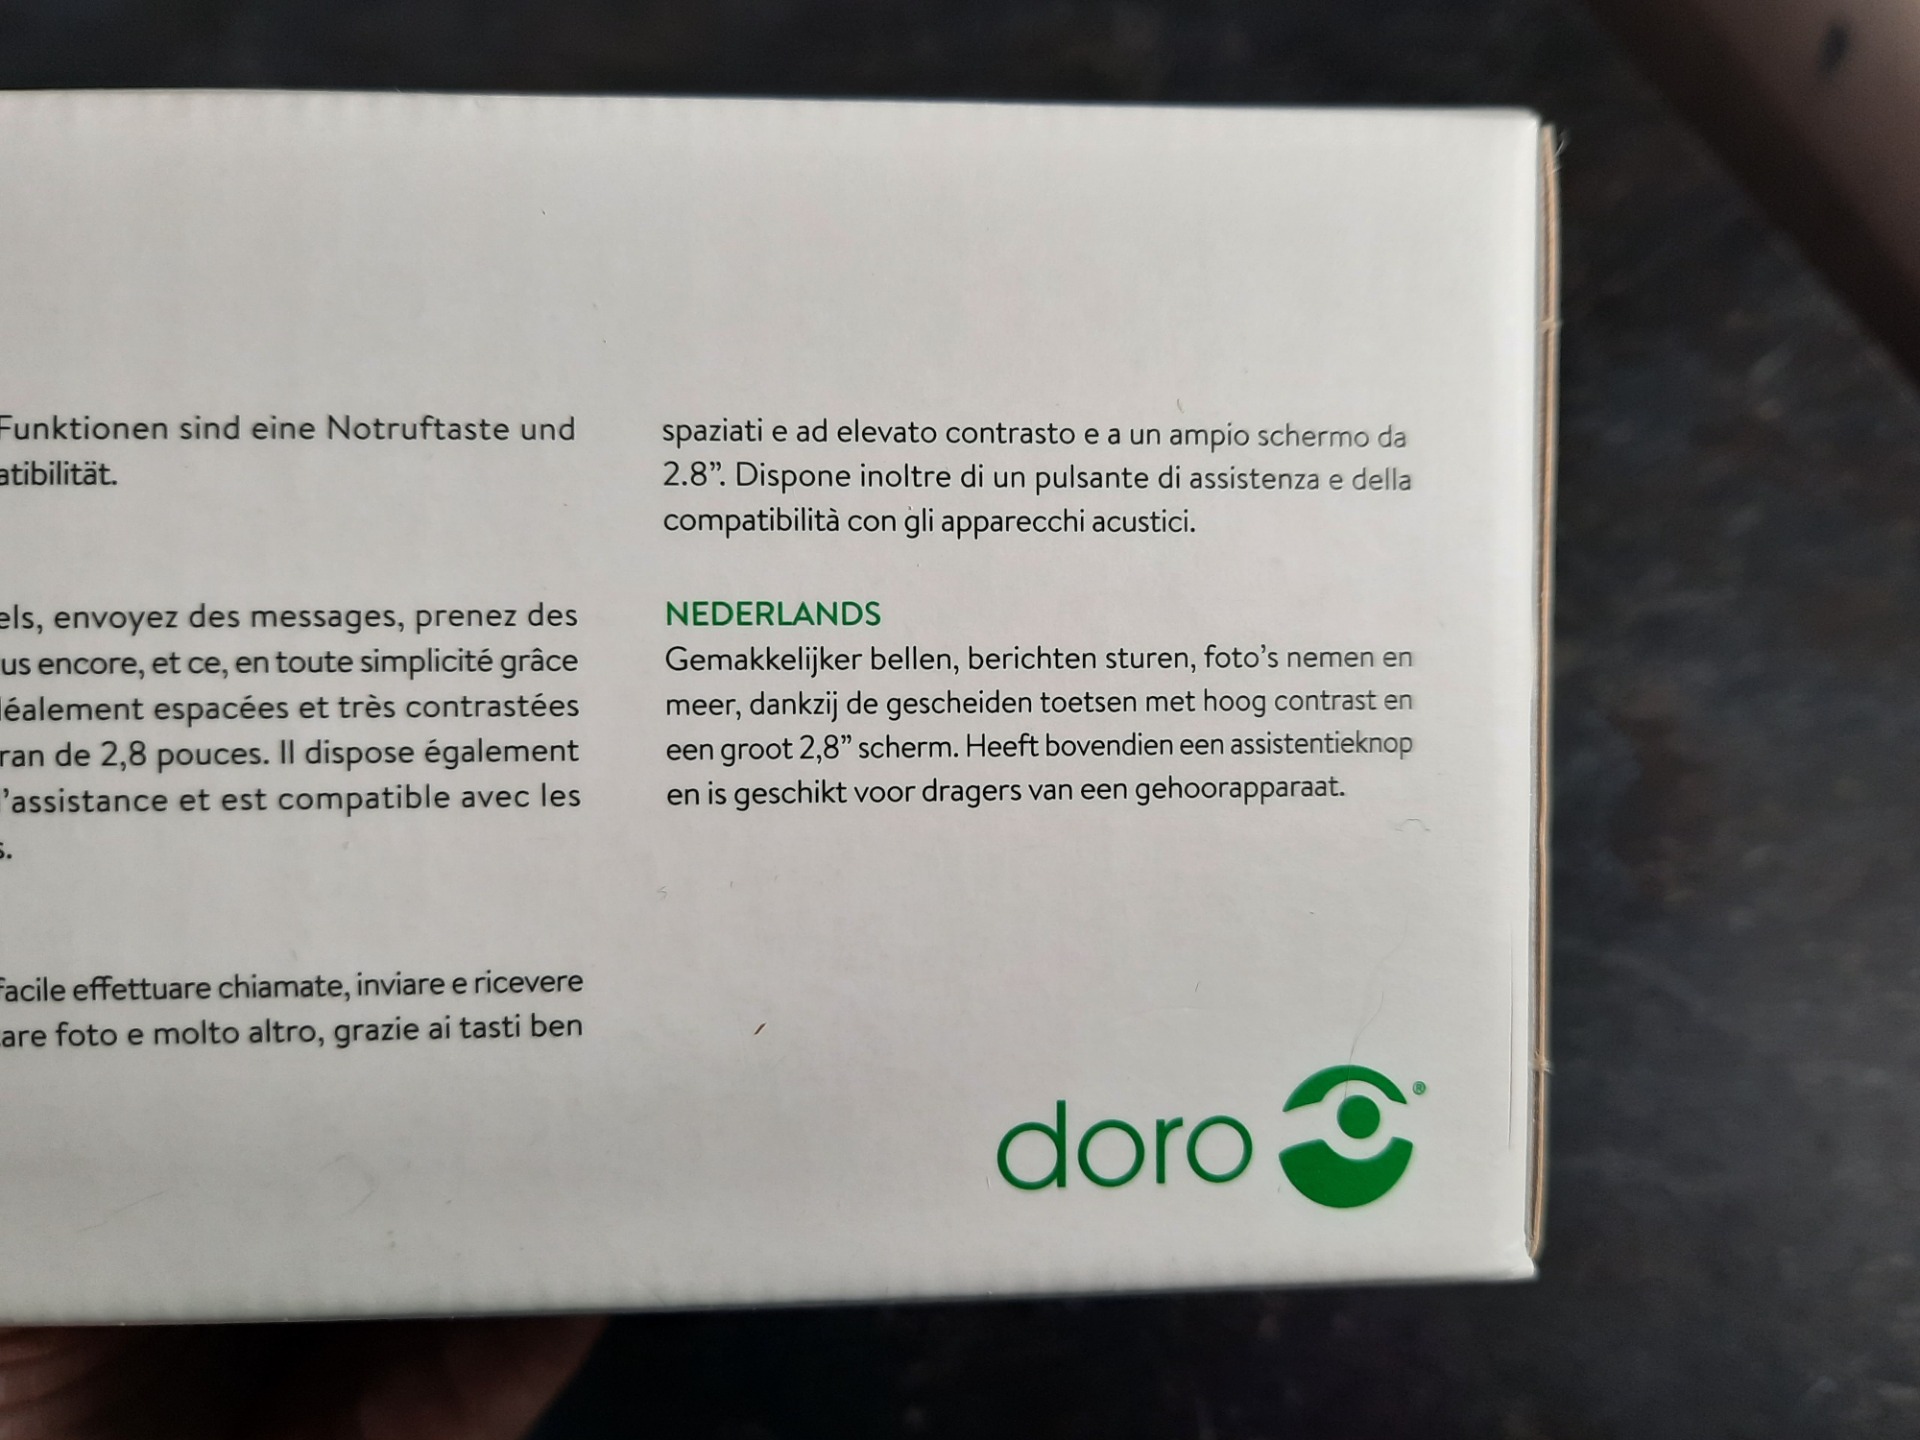 Funktionen sind eine Notruftaste und
atibilität.
els, envoyez des messages, prenez des
us encore, et ce, en toute simplicité grâce
déalement espacées et très contrastées
ran de 2,8 pouces. Il dispose également
l'assistance et est compatible avec les
s.
facile effettuare chiamate, inviare e ricevere
are foto e molto altro, grazie ai tasti ben
spaziati e ad elevato contrasto e a un ampio schermo da
2.8”. Dispone inoltre di un pulsante di assistenza e della
compatibilità con gli apparecchi acustici.
NEDERLANDS
Gemakkelijker bellen, berichten sturen, foto's nemen en
meer, dankzij de gescheiden toetsen met hoog contrast en
een groot 2,8” scherm. Heeft bovendien een assistentieknop
en is geschikt voor dragers van een gehoorapparaat.
doro ®